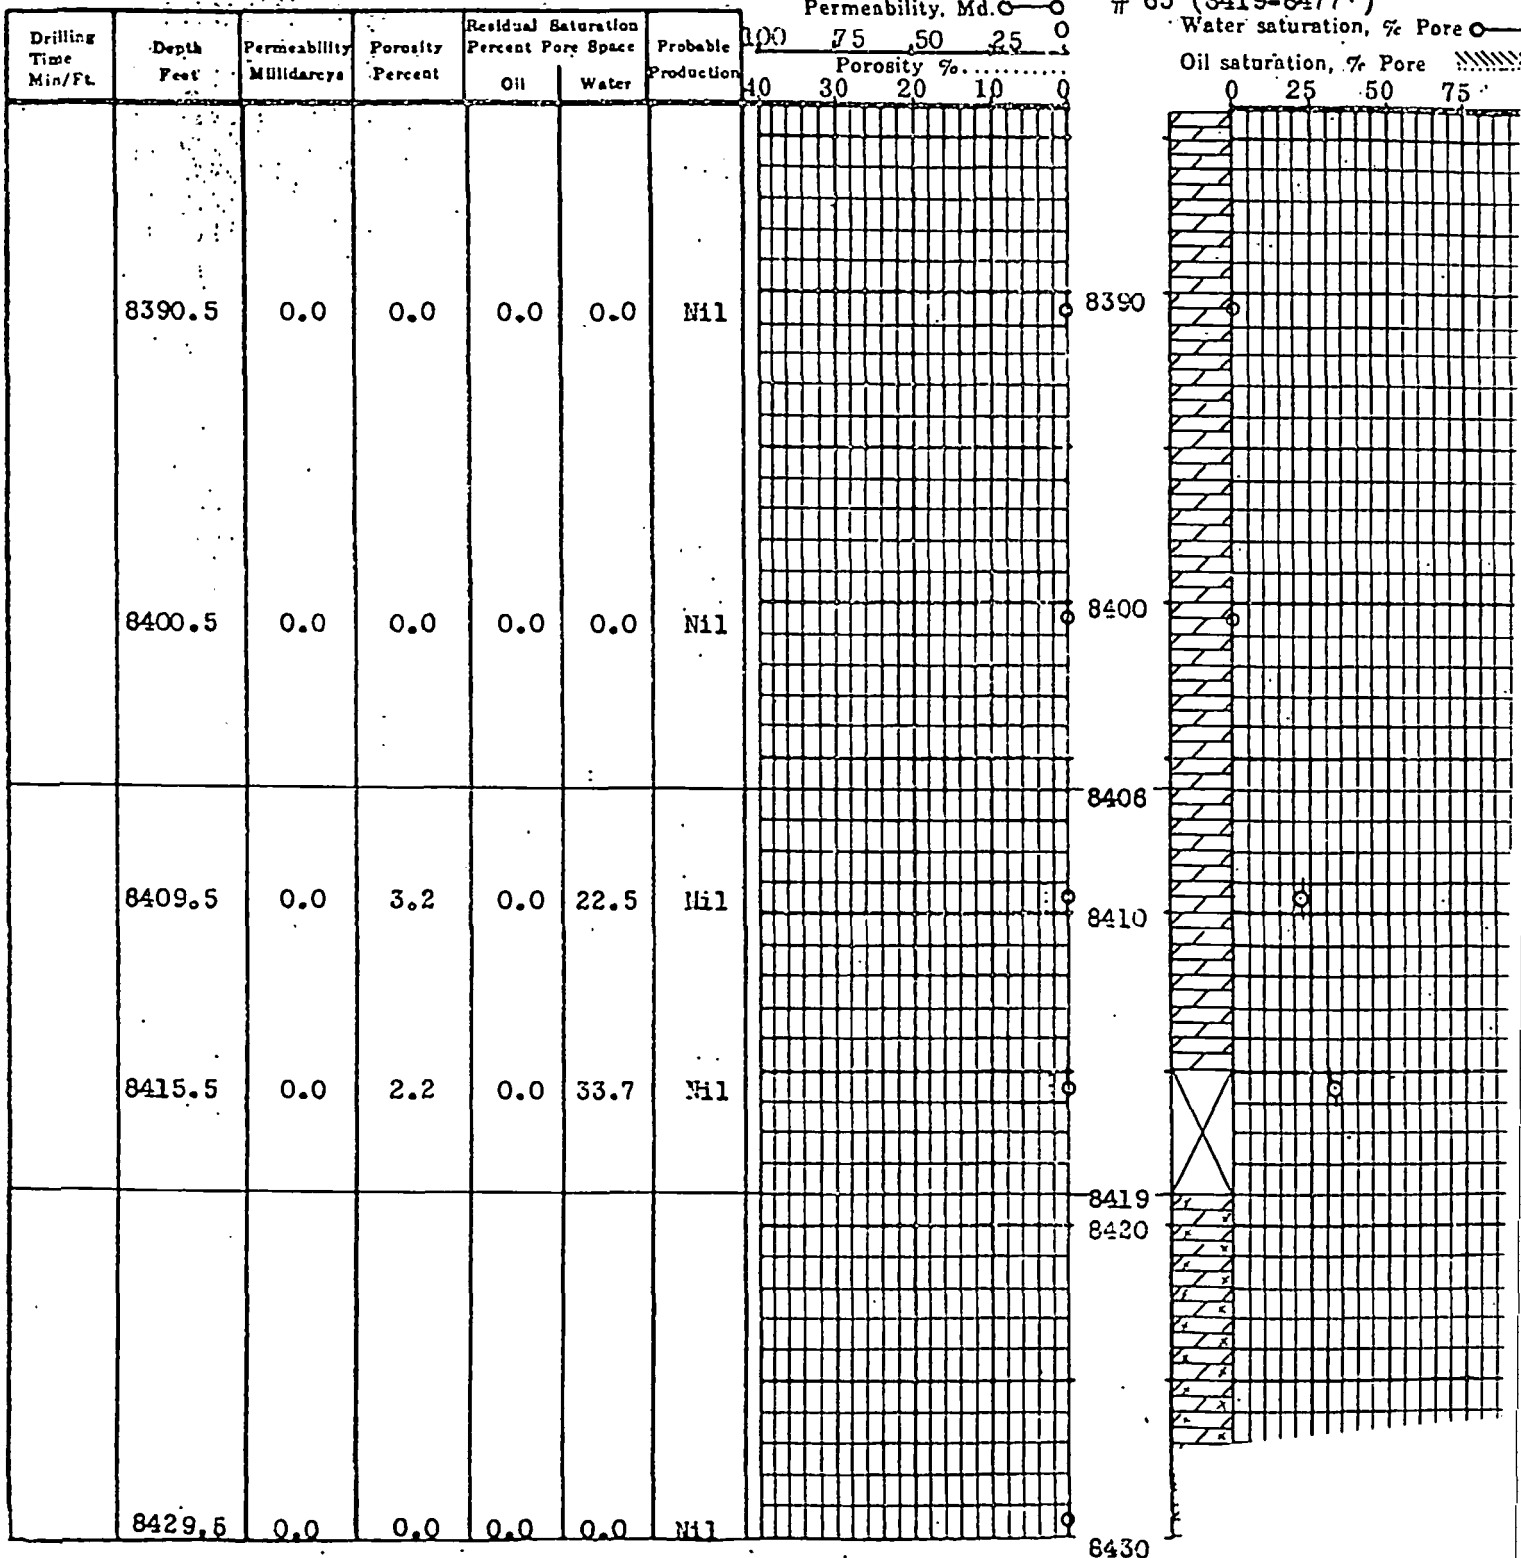 Permeability, Md.
# 65 (8419-8477')
Water saturation, % Pore
Oil saturation, % Pore
Drilling Time Min/Ft.
Depth Feet
Permeability Millidarcys
Porosity Percent
Residual Saturation Percent Pore Space
Oil Water
Probable Production
100 75 50 25 0
Porosity %
40 30 20 10 0
0 25 50 75
8390.5 0.0 0.0 0.0 0.0 Nil
8390
8400.5 0.0 0.0 0.0 0.0 Nil
8400
8406
8409.5 0.0 3.2 0.0 22.5 Nil
8410
8415.5 0.0 2.2 0.0 33.7 Nil
8419
8420
8429.5 0.0 0.0 0.0 0.0 Nil
8430